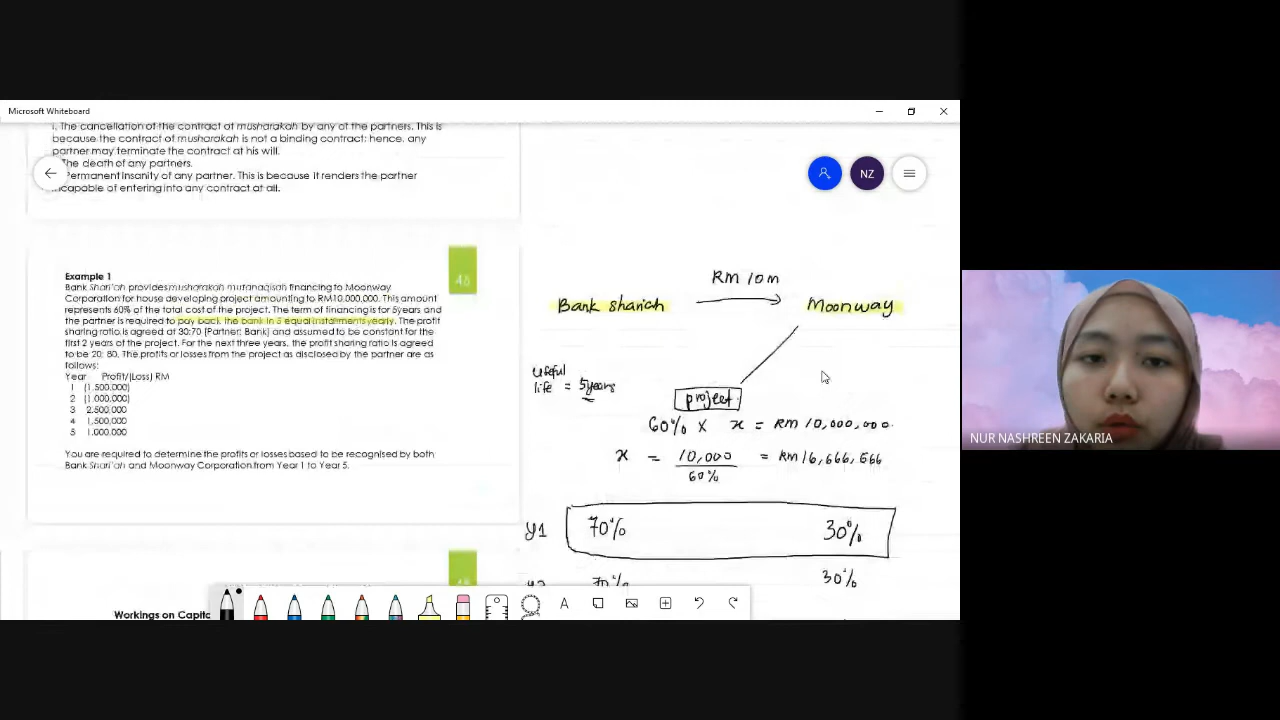 Microsoft Whiteboard
i. The cancellation of the contract of musharakah by any of the partners. This is
because the contract of musharakah is not a binding contract; hence, any
partner may terminate the contract at his will.
The death of any partners.
Permanent insanity of any partner. This is because it renders the partner
incapable of entering into any contract at all.
NZ
48
Example 1
Bank Shari'ah provides musharakah mutanaqisah financing to Moonway
Corporation for house developing project amounting to RM10,000,000. This amount
represents 60% of the total cost of the project. The term of financing is for 5years and
the partner is required to pay back the bank in 5 equal installments yearly. The profit
sharing ratio is agreed at 30:70 (Partner: Bank) and assumed to be constant for the
first 2 years of the project. For the next three years, the profit sharing ratio is agreed
to be 20: 80. The profits or losses from the project as disclosed by the partner are as
follows:
Year Profit/(Loss) RM
1 (1,500,000)
2 (1,000,000)
3 2,500,000
4 1,500,000
5 1,000,000
You are required to determine the profits or losses based to be recognised by both
Bank Shari'ah and Moonway Corporation from Year 1 to Year 5.
RM 10m
Bank shariah
Moonway
Useful
life = 5years
project
60% x x = RM 10,000,000.
x = 10,000 = RM 16,666,666
60%
Y1 70% 30%
70% 30%
Workings on Capit
A
NUR NASHREEN ZAKARIA